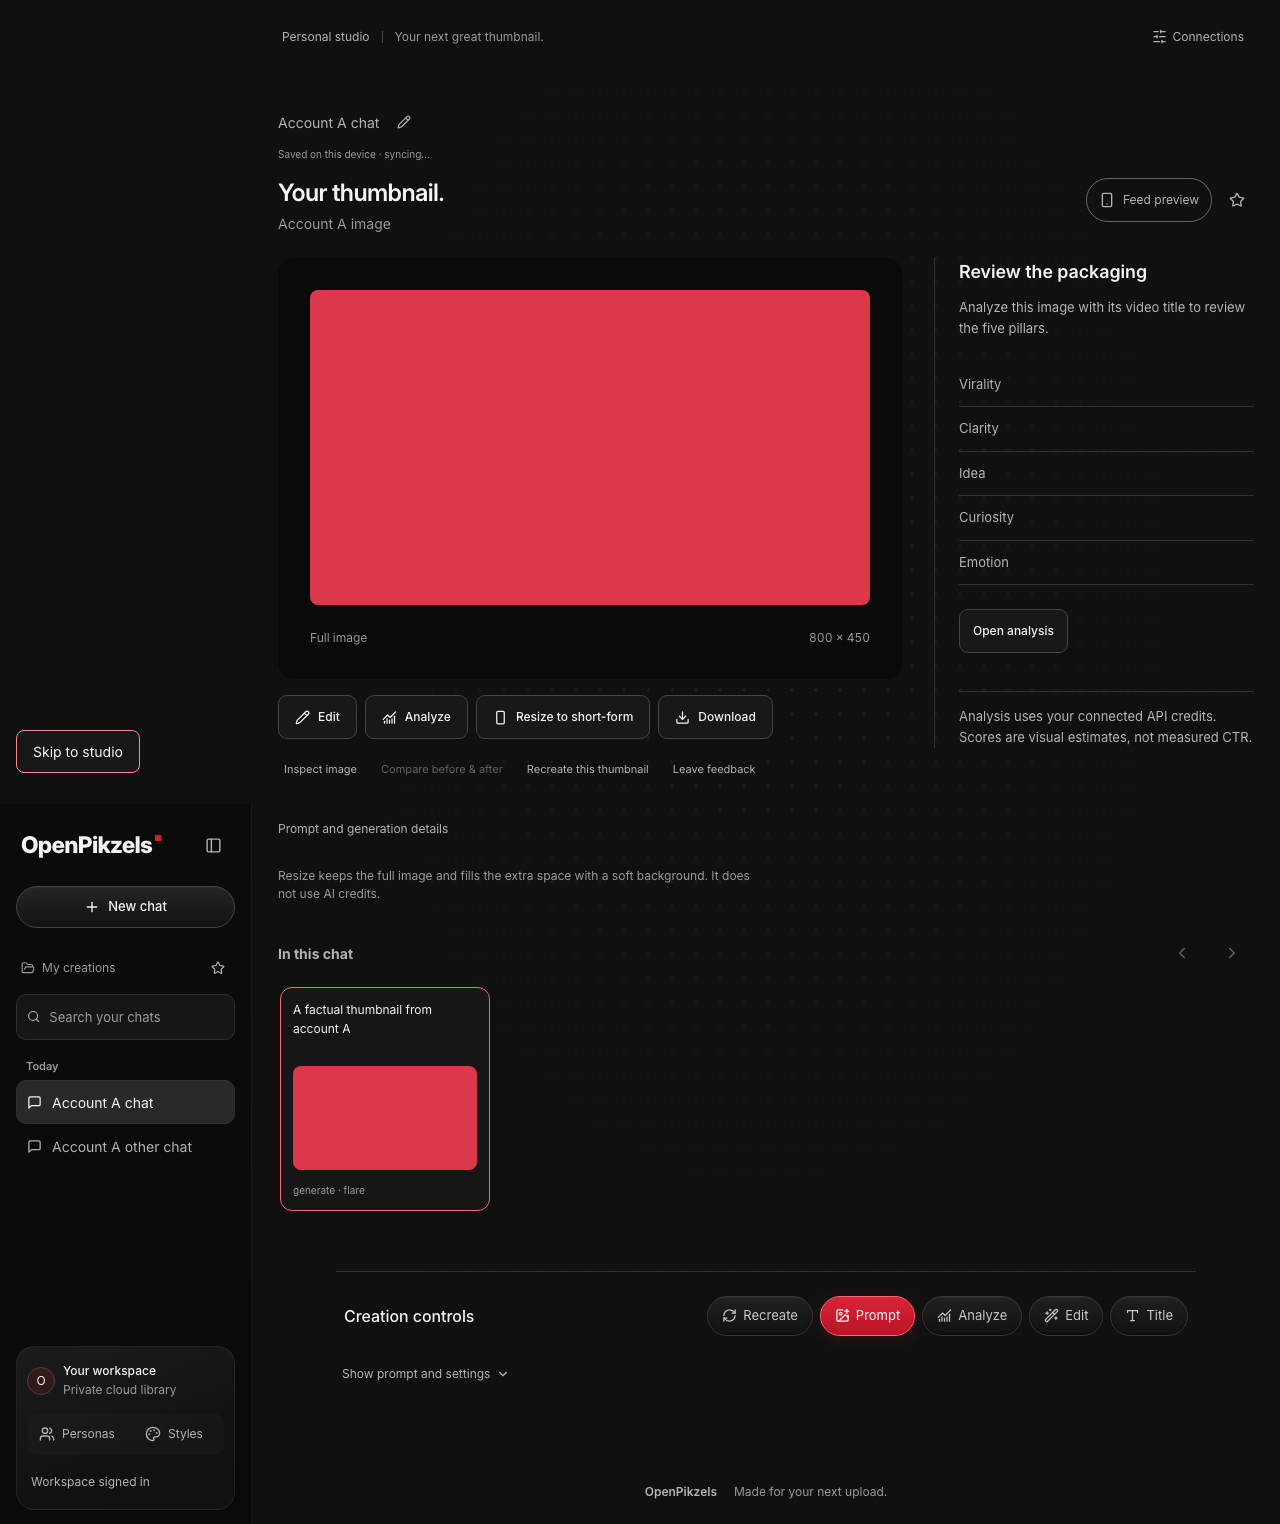 Personal studio
Your next great thumbnail.
Connections
Account A chat
Saved on this device · syncing...
Your thumbnail.
Account A image
Feed preview
Full image
800 × 450
Edit
Analyze
Resize to short-form
Download
Inspect image
Compare before & after
Recreate this thumbnail
Leave feedback
Review the packaging
Analyze this image with its video title to review
the five pillars.
Virality
Clarity
Idea
Curiosity
Emotion
Open analysis
Analysis uses your connected API credits.
Scores are visual estimates, not measured CTR.
Skip to studio
OpenPikzels
New chat
My creations
Search your chats
Today
Account A chat
Account A other chat
O
Your workspace
Private cloud library
Personas
Styles
Workspace signed in
Prompt and generation details
Resize keeps the full image and fills the extra space with a soft background. It does
not use AI credits.
In this chat
A factual thumbnail from
account A
generate · flare
Creation controls
Recreate
Prompt
Analyze
Edit
Title
Show prompt and settings
OpenPikzels
Made for your next upload.